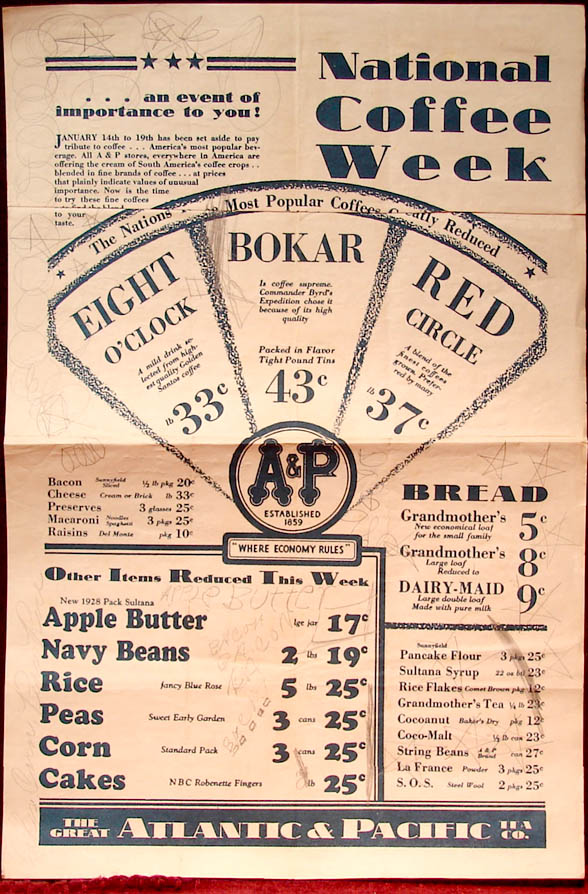 National
Coffee
Week
. . . an event of
importance to you!
JANUARY 14th to 19th has been set aside to pay
tribute to coffee . . . America's most popular bev-
erage. All A & P stores, everywhere in America are
offering the cream of South America's coffee crops . .
blended in fine brands of coffee . . . at prices
that plainly indicate values of unusual
importance. Now is the time
to try these fine coffees
to your
taste.
The Nations Most Popular Coffees Greatly Reduced
EIGHT
O'CLOCK
A mild drink se-
lected from high-
est quality Golden
Santos coffee
lb 33c
BOKAR
Is coffee supreme.
Commander Byrd's
Expedition chose it
because of its high
quality
Packed in Flavor
Tight Pound Tins
43c
RED
CIRCLE
A blend of the
finest coffees
grown. Prefer-
red by many
lb 37c
A&P
ESTABLISHED
1859
"WHERE ECONOMY RULES"
Bacon Sunnyfield Sliced ½ lb pkg 20c
Cheese Cream or Brick lb 33c
Preserves 3 glasses 25c
Macaroni Noodles Spaghetti 3 pkgs 25c
Raisins Del Monte pkg 10c
BREAD
Grandmother's 5c
New economical loaf
for the small family
Grandmother's 8c
Large loaf
Reduced to
DAIRY-MAID 9c
Large double loaf
Made with pure milk
Other Items Reduced This Week
Apple Butter
New 1928 Pack Sultana
Apple Butter lge jar 17c
Navy Beans 2 lbs 19c
Rice Fancy Blue Rose 5 lbs 25c
Peas Sweet Early Garden 3 cans 25c
Corn Standard Pack 3 cans 25c
Cakes NBC Robenette Fingers lb 25c
Sunnyfield
Pancake Flour 3 pkgs 25c
Sultana Syrup 22 oz btl 23c
Rice Flakes Comet Brown pkg 12c
Grandmother's Tea ¼ lb 23c
Cocoanut Baker's Dry pkg 12c
Coco-Malt ½ lb can 23c
String Beans A & P Brand can 27c
La France Powder 3 pkgs 25c
S. O. S. Steel Wool 2 pkgs 25c
THE GREAT ATLANTIC & PACIFIC TEA CO.